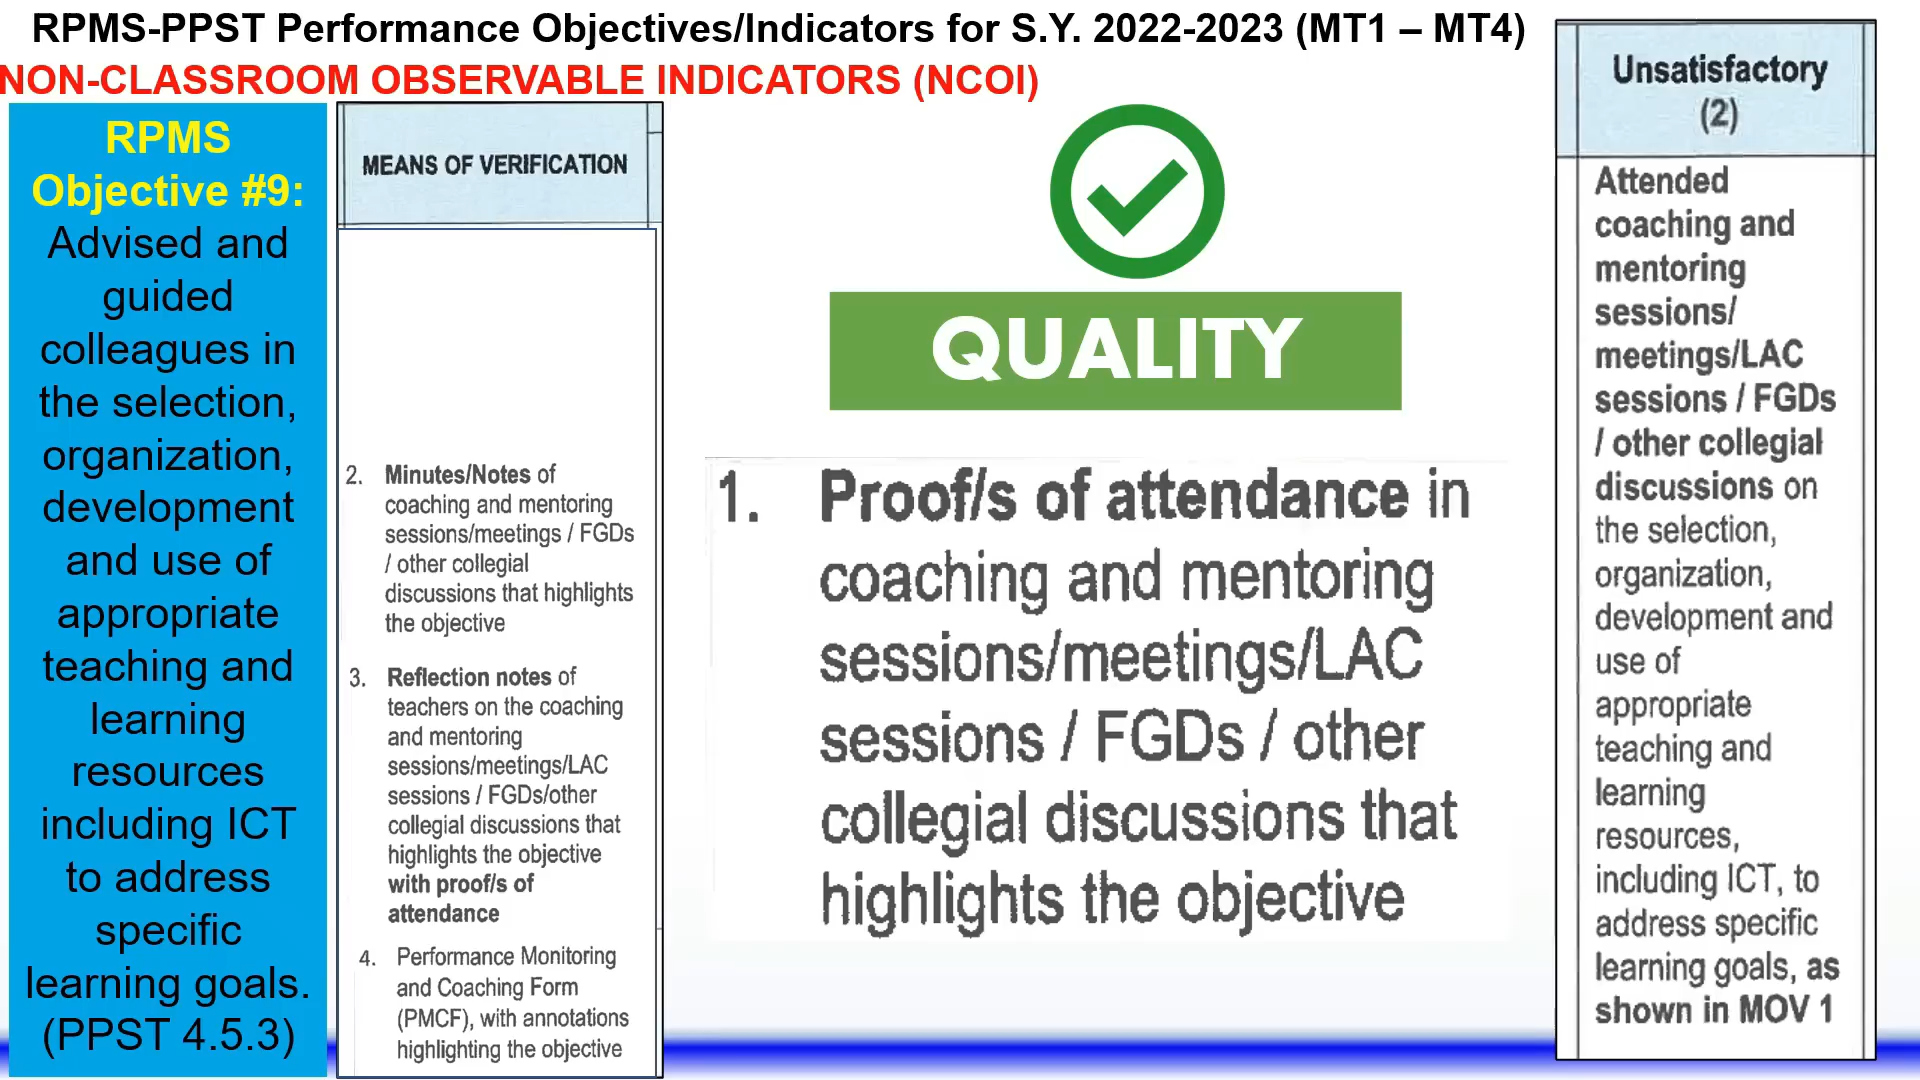 RPMS-PPST Performance Objectives/Indicators for S.Y. 2022-2023 (MT1 – MT4)
NON-CLASSROOM OBSERVABLE INDICATORS (NCOI)
RPMS
Objective #9:
Advised and
guided
colleagues in
the selection,
organization,
development
and use of
appropriate
teaching and
learning
resources
including ICT
to address
specific
learning goals.
(PPST 4.5.3)
MEANS OF VERIFICATION
2. Minutes/Notes of
coaching and mentoring
sessions/meetings / FGDs
/ other collegial
discussions that highlights
the objective
3. Reflection notes of
teachers on the coaching
and mentoring
sessions/meetings/LAC
sessions / FGDs/other
collegial discussions that
highlights the objective
with proof/s of
attendance
4. Performance Monitoring
and Coaching Form
(PMCF), with annotations
highlighting the objective
QUALITY
1. Proof/s of attendance in
coaching and mentoring
sessions/meetings/LAC
sessions / FGDs / other
collegial discussions that
highlights the objective
Unsatisfactory
(2)
Attended
coaching and
mentoring
sessions/
meetings/LAC
sessions / FGDs
/ other collegial
discussions on
the selection,
organization,
development and
use of
appropriate
teaching and
learning
resources,
including ICT, to
address specific
learning goals, as
shown in MOV 1